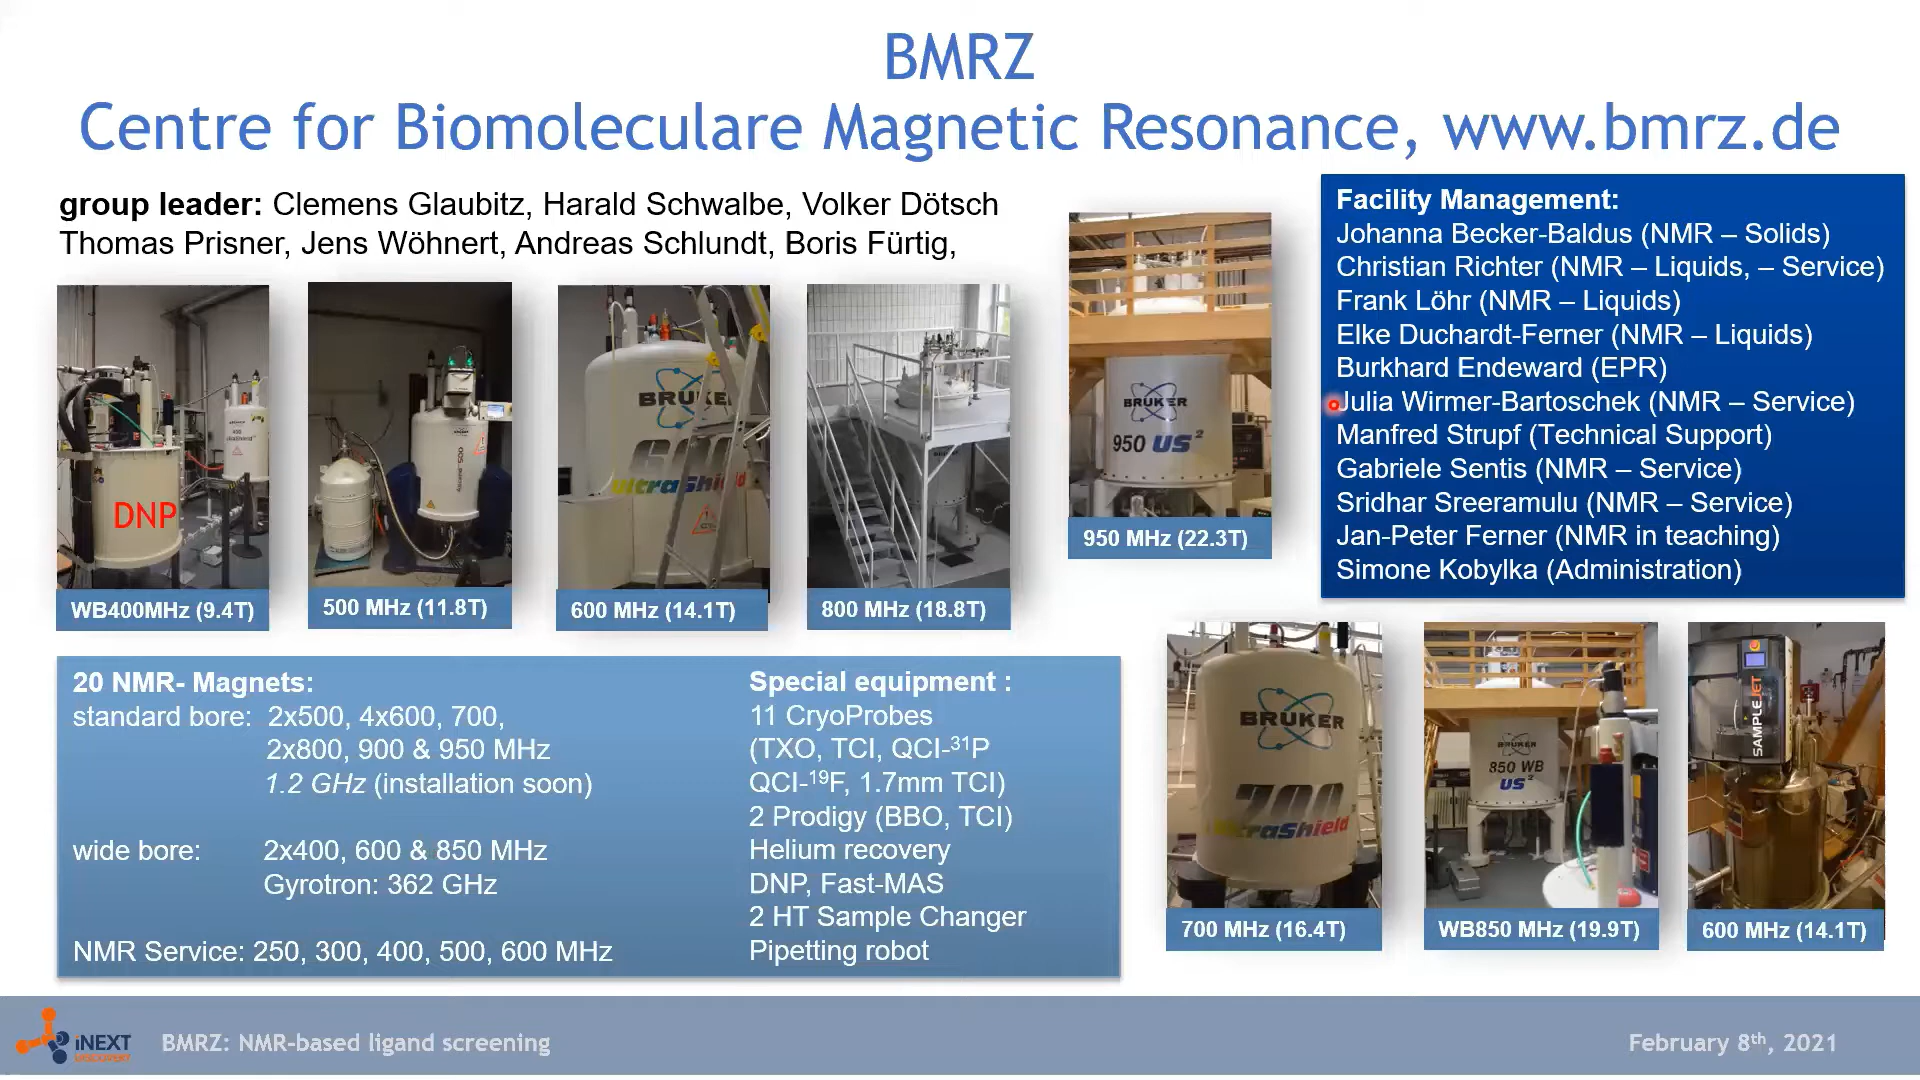 BMRZ
Centre for Biomoleculare Magnetic Resonance, www.bmrz.de
group leader: Clemens Glaubitz, Harald Schwalbe, Volker Dötsch
Thomas Prisner, Jens Wöhnert, Andreas Schlundt, Boris Fürtig,
Facility Management:
Johanna Becker-Baldus (NMR – Solids)
Christian Richter (NMR – Liquids, – Service)
Frank Löhr (NMR – Liquids)
Elke Duchardt-Ferner (NMR – Liquids)
Burkhard Endeward (EPR)
Julia Wirmer-Bartoschek (NMR – Service)
Manfred Strupf (Technical Support)
Gabriele Sentis (NMR – Service)
Sridhar Sreeramulu (NMR – Service)
Jan-Peter Ferner (NMR in teaching)
Simone Kobylka (Administration)
DNP
WB400MHz (9.4T)
500 MHz (11.8T)
BRUKER
600
UltraShield
600 MHz (14.1T)
800 MHz (18.8T)
BRUKER
950 US²
950 MHz (22.3T)
20 NMR- Magnets:
standard bore: 2x500, 4x600, 700,
2x800, 900 & 950 MHz
1.2 GHz (installation soon)
wide bore: 2x400, 600 & 850 MHz
Gyrotron: 362 GHz
NMR Service: 250, 300, 400, 500, 600 MHz
Special equipment :
11 CryoProbes
(TXO, TCI, QCI-³¹P
QCI-¹⁹F, 1.7mm TCI)
2 Prodigy (BBO, TCI)
Helium recovery
DNP, Fast-MAS
2 HT Sample Changer
Pipetting robot
BRUKER
700
UltraShield
700 MHz (16.4T)
BRUKER
850 WB
US²
WB850 MHz (19.9T)
SAMPLEJET
600 MHz (14.1T)
iNEXT
DISCOVERY
BMRZ: NMR-based ligand screening
February 8ᵗʰ, 2021